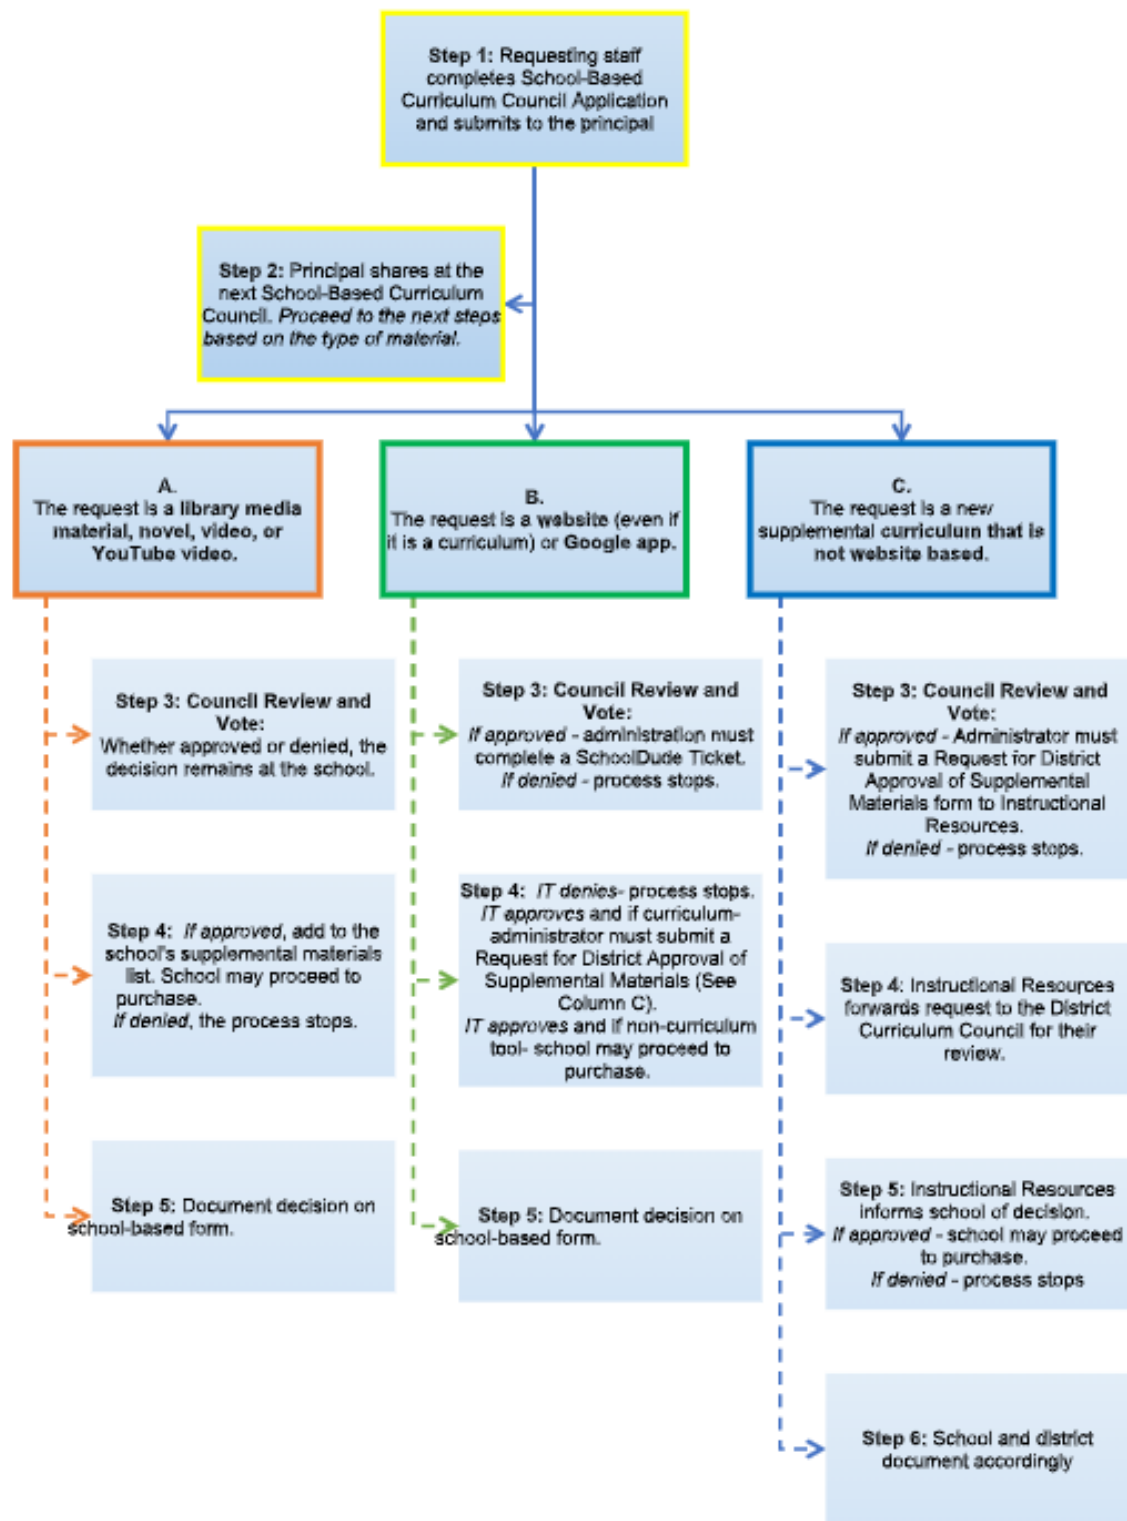 Step 1: Requesting staff
completes School-Based
Curriculum Council Application
and submits to the principal
Step 2: Principal shares at the
next School-Based Curriculum
Council. Proceed to the next steps
based on the type of material.
A.
The request is a library media
material, novel, video, or
YouTube video.
B.
The request is a website (even if
it is a curriculum) or Google app.
C.
The request is a new
supplemental curriculum that is
not website based.
Step 3: Council Review and
Vote:
Whether approved or denied, the
decision remains at the school.
Step 4: If approved, add to the
school's supplemental materials
list. School may proceed to
purchase.
If denied, the process stops.
Step 5: Document decision on
school-based form.
Step 3: Council Review and
Vote:
If approved - administration must
complete a SchoolDude Ticket.
If denied - process stops.
Step 4: IT denies- process stops.
IT approves and if curriculum-
administrator must submit a
Request for District Approval of
Supplemental Materials (See
Column C).
IT approves and if non-curriculum
tool- school may proceed to
purchase.
Step 5: Document decision on
school-based form.
Step 3: Council Review and
Vote:
If approved - Administrator must
submit a Request for District
Approval of Supplemental
Materials form to Instructional
Resources.
If denied - process stops.
Step 4: Instructional Resources
forwards request to the District
Curriculum Council for their
review.
Step 5: Instructional Resources
informs school of decision.
If approved - school may proceed
to purchase.
If denied - process stops
Step 6: School and district
document accordingly